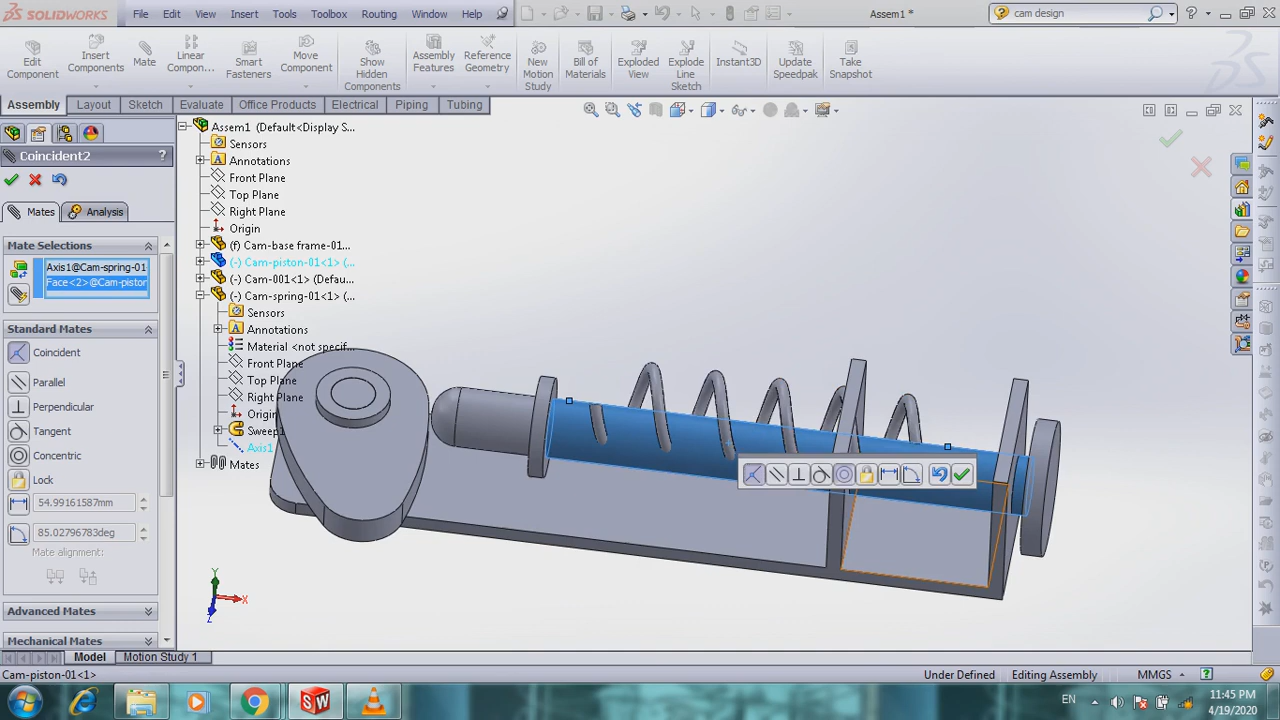 SOLIDWORKS
File
Edit
View
Insert
Tools
Toolbox
Routing
Window
Help
Assem1 *
cam design
Edit
Component
Insert
Components
Mate
Linear
Compon...
Smart
Fasteners
Move
Component
Show
Hidden
Components
Assembly
Features
Reference
Geometry
New
Motion
Study
Bill of
Materials
Exploded
View
Explode
Line
Sketch
Instant3D
Update
Speedpak
Take
Snapshot
Assembly
Layout
Sketch
Evaluate
Office Products
Electrical
Piping
Tubing
Coincident2
?
Mates
Analysis
Mate Selections
Axis1@Cam-spring-01
Face<2>@Cam-piston
Standard Mates
Coincident
Parallel
Perpendicular
Tangent
Concentric
Lock
54.99161587mm
85.02796783deg
Mate alignment:
Advanced Mates
Mechanical Mates
Assem1 (Default<Display S...
Sensors
Annotations
Front Plane
Top Plane
Right Plane
Origin
(f) Cam-base frame-01...
(-) Cam-piston-01<1> (...
(-) Cam-001<1> (Defau...
(-) Cam-spring-01<1> (...
Sensors
Annotations
Material <not specif...
Front Plane
Top Plane
Right Plane
Origin
Sweep1
Axis1
Mates
Y
X
Z
Model
Motion Study 1
Cam-piston-01<1>
Under Defined
Editing Assembly
MMGS
?
EN
11:45 PM
4/19/2020